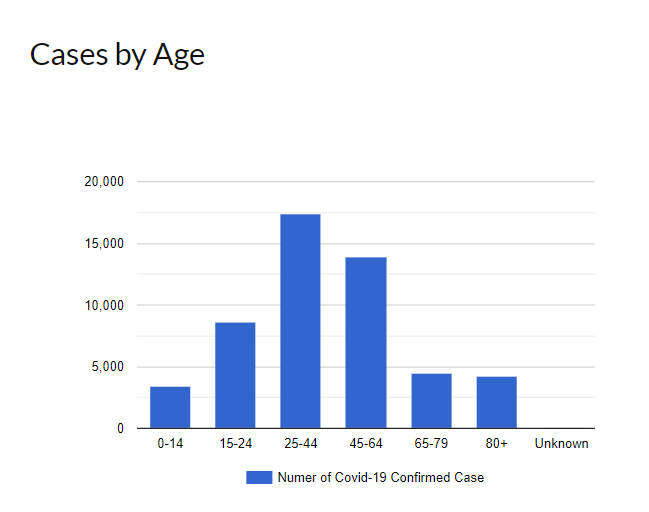 Cases by Age
20,000
15,000
10,000
5,000
0
0-14 15-24 25-44 45-64 65-79 80+ Unknown
Numer of Covid-19 Confirmed Case